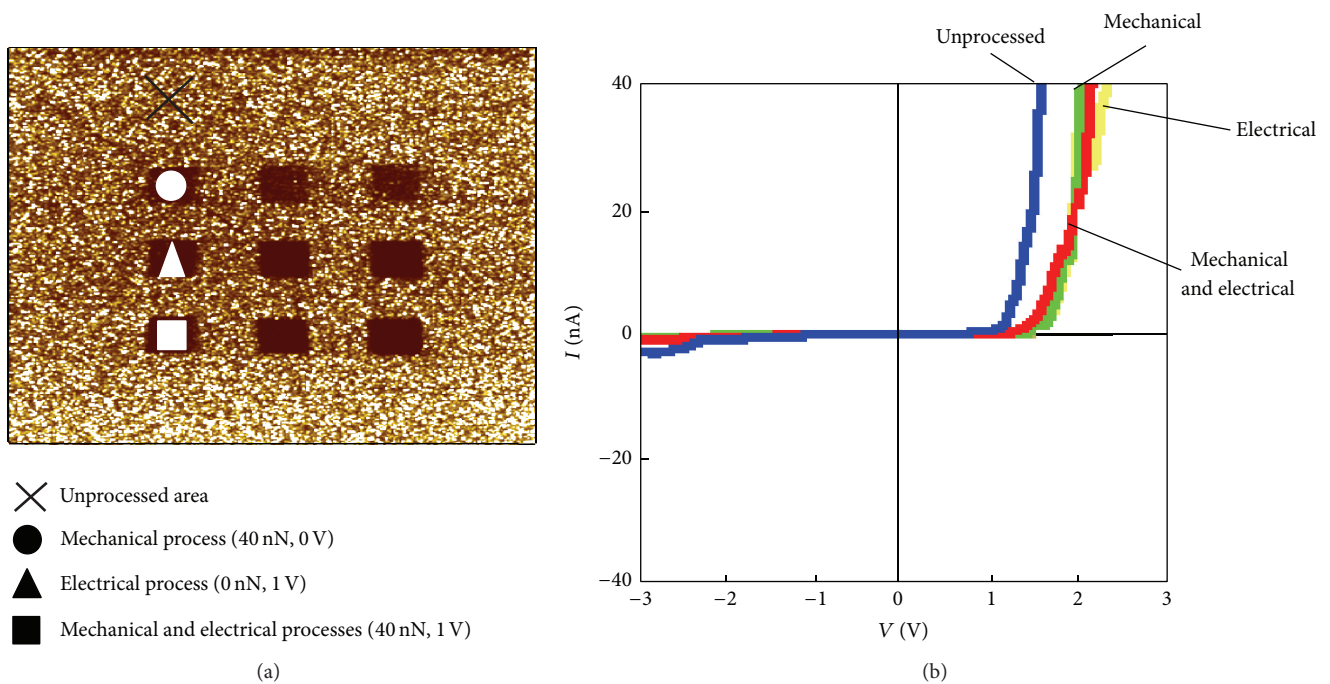 Unprocessed area
Mechanical process (40 nN, 0 V)
Electrical process (0 nN, 1 V)
Mechanical and electrical processes (40 nN, 1 V)
(a)
Unprocessed
Mechanical
Electrical
Mechanical
and electrical
40
20
0
−20
−40
I (nA)
−3 −2 −1 0 1 2 3
V (V)
(b)